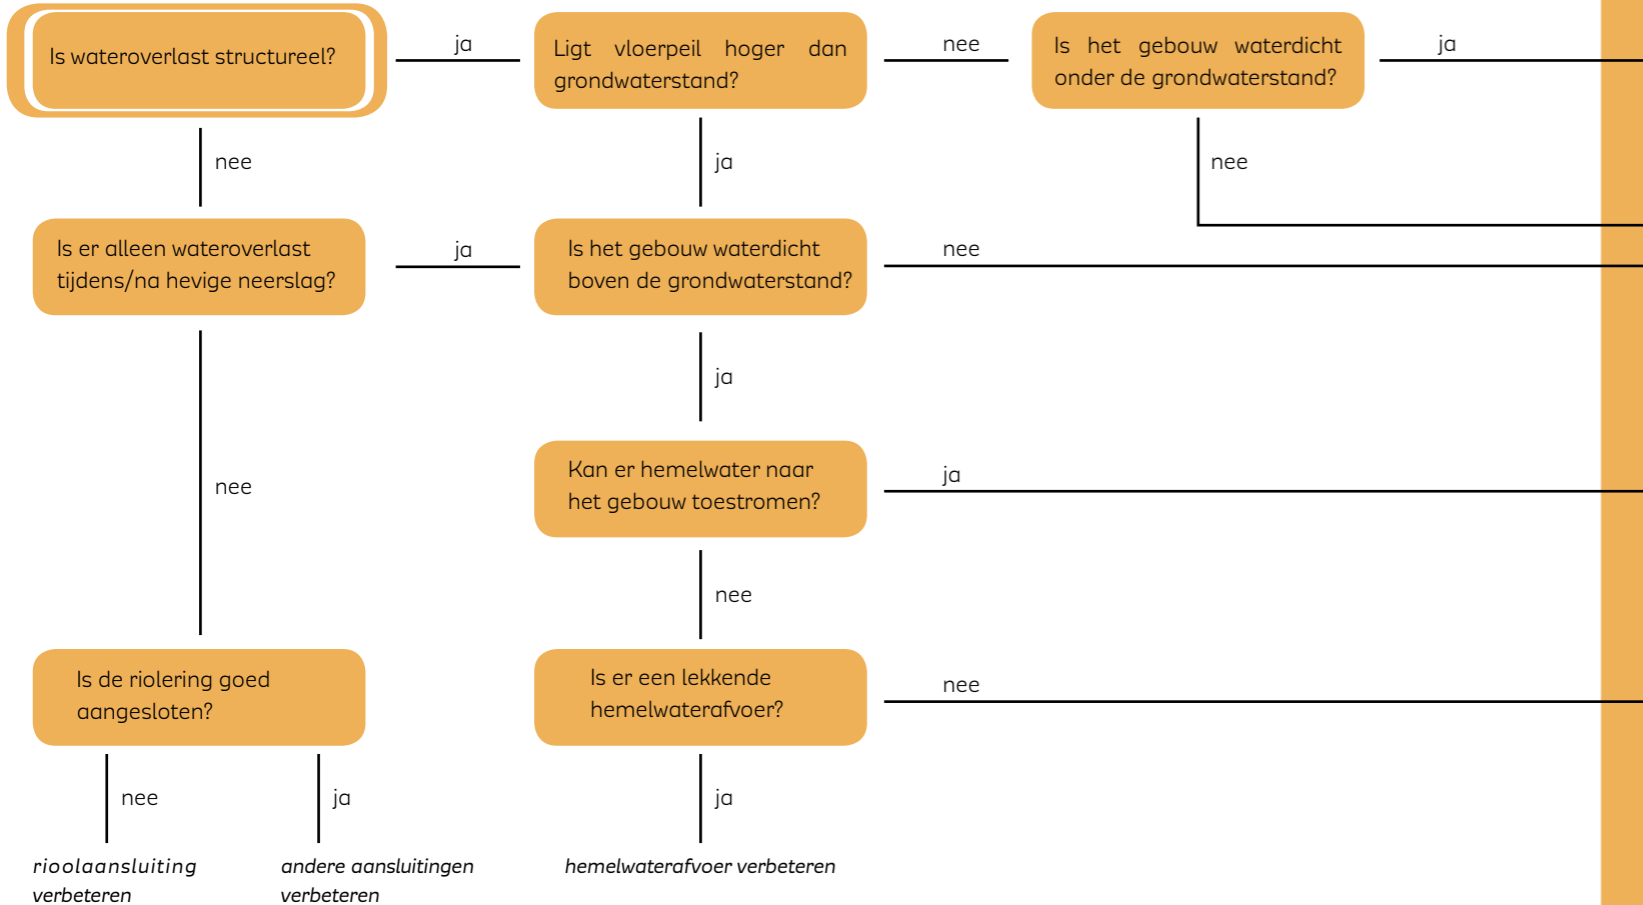 Is wateroverlast structureel?
ja
Ligt vloerpeil hoger dan
grondwaterstand?
nee
Is het gebouw waterdicht
onder de grondwaterstand?
ja
nee
ja
nee
Is er alleen wateroverlast
tijdens/na hevige neerslag?
ja
Is het gebouw waterdicht
boven de grondwaterstand?
nee
ja
nee
Kan er hemelwater naar
het gebouw toestromen?
ja
nee
Is de riolering goed
aangesloten?
Is er een lekkende
hemelwaterafvoer?
nee
nee
ja
ja
rioolaansluiting
verbeteren
andere aansluitingen
verbeteren
hemelwaterafvoer verbeteren